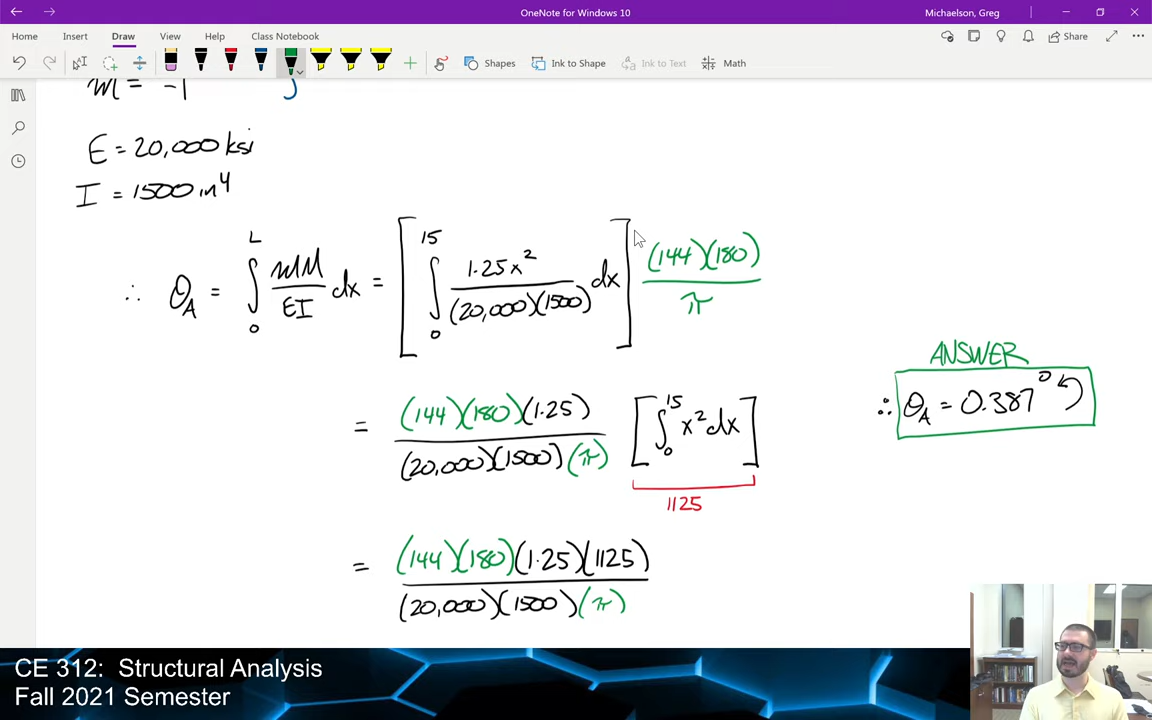 OneNote for Windows 10
Michaelson, Greg
Home Insert Draw View Help Class Notebook
Shapes Ink to Shape Ink to Text Math Share
m = -1
E = 20,000 ksi
I = 1500 in⁴
∴ θ_A = ∫₀ᴸ mM/EI dx = [ ∫₀¹⁵ 1.25x²/(20,000)(1500) dx ] (144)(180)/π
= (144)(180)(1.25)/(20,000)(1500)(π) [ ∫₀¹⁵ x² dx ]
1125
ANSWER
∴ θ_A = 0.387° ↺
= (144)(180)(1.25)(1125)/(20,000)(1500)(π)
CE 312: Structural Analysis
Fall 2021 Semester